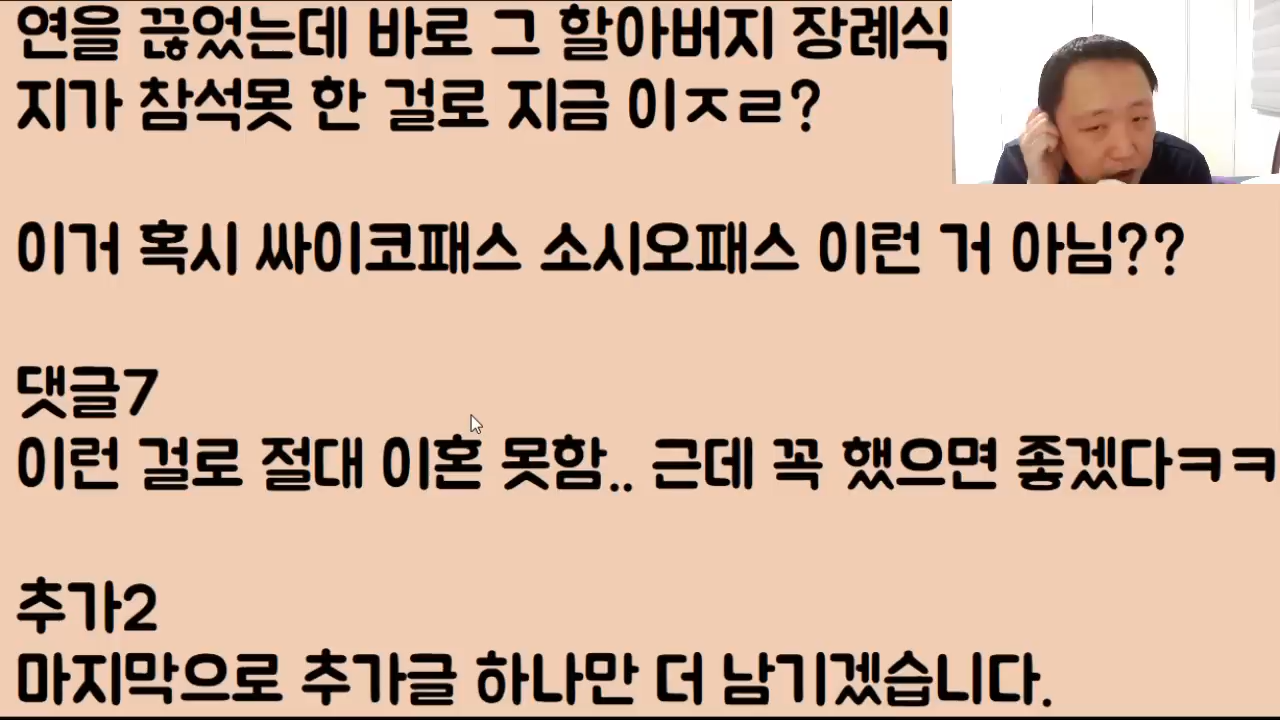 연을 끊었는데 바로 그 할아버지 장례식
지가 참석못 한 걸로 지금 이ㅈㄹ?
이거 혹시 싸이코패스 소시오패스 이런 거 아님??
댓글7
이런 걸로 절대 이혼 못함.. 근데 꼭 했으면 좋겠다ㅋㅋ
추가2
마지막으로 추가글 하나만 더 남기겠습니다.